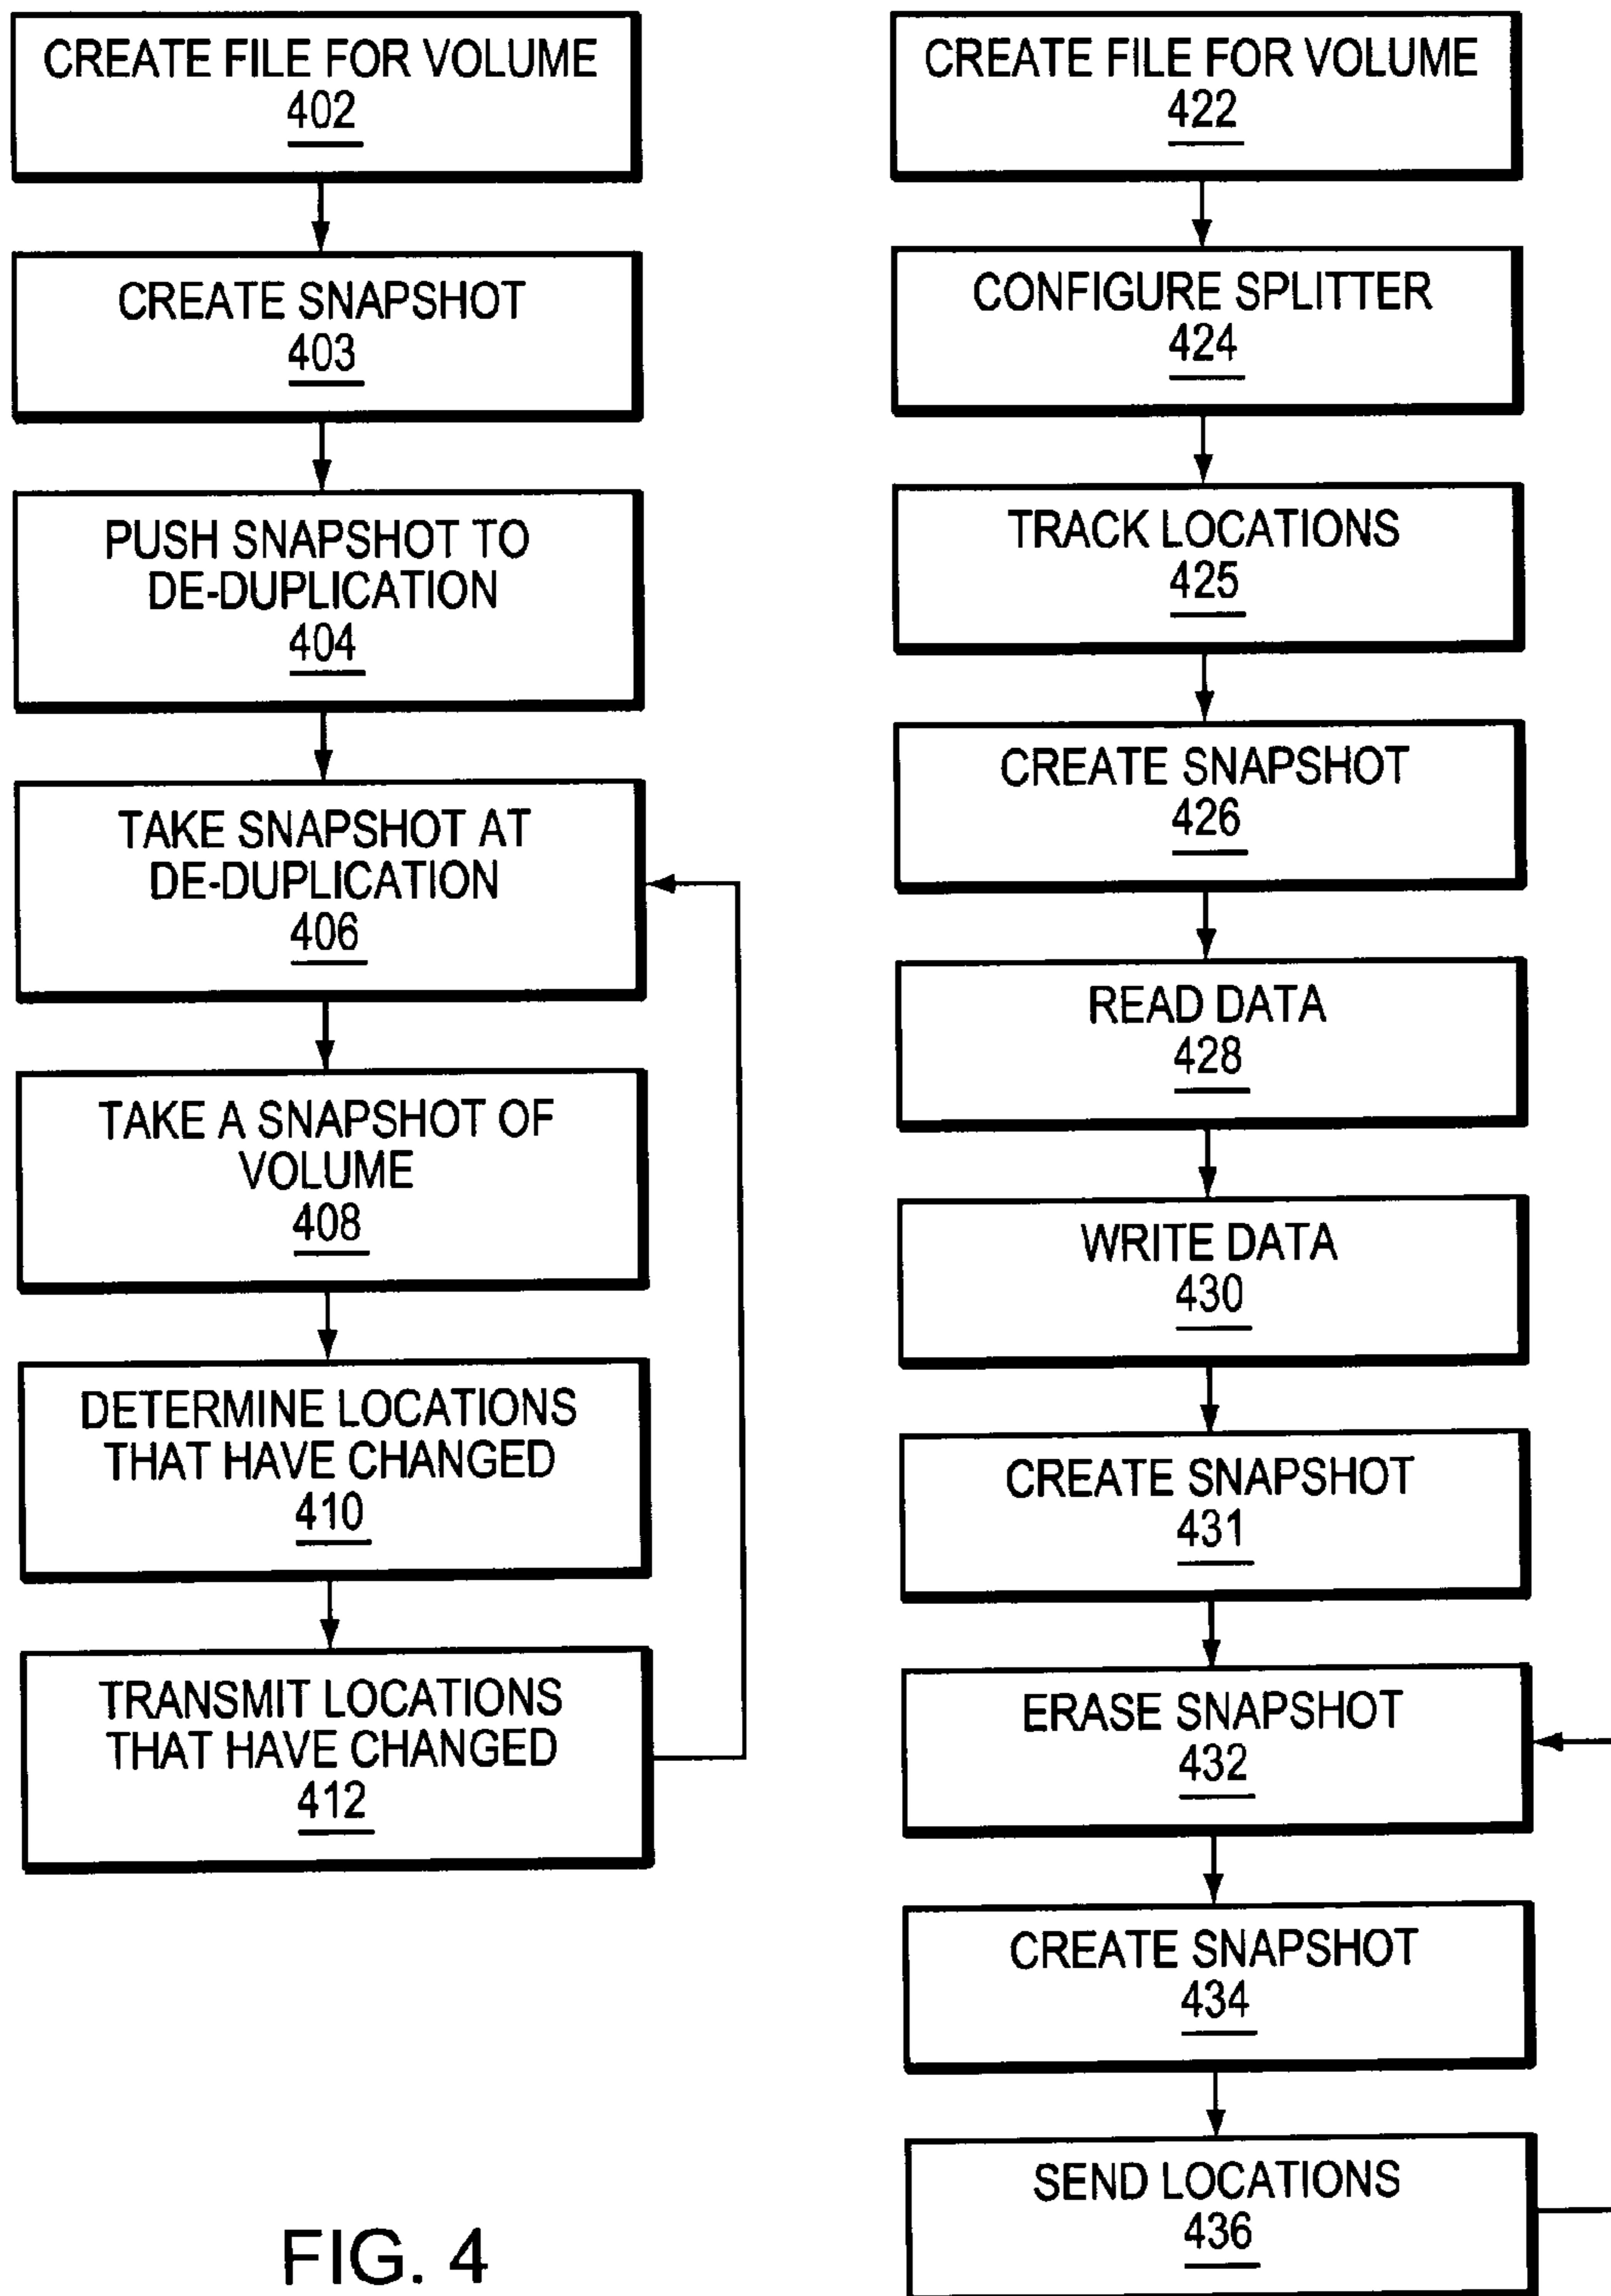 CREATE FILE FOR VOLUME
402
CREATE SNAPSHOT
403
PUSH SNAPSHOT TO
DE-DUPLICATION
404
TAKE SNAPSHOT AT
DE-DUPLICATION
406
TAKE A SNAPSHOT OF
VOLUME
408
DETERMINE LOCATIONS
THAT HAVE CHANGED
410
TRANSMIT LOCATIONS
THAT HAVE CHANGED
412
FIG. 4
CREATE FILE FOR VOLUME
422
CONFIGURE SPLITTER
424
TRACK LOCATIONS
425
CREATE SNAPSHOT
426
READ DATA
428
WRITE DATA
430
CREATE SNAPSHOT
431
ERASE SNAPSHOT
432
CREATE SNAPSHOT
434
SEND LOCATIONS
436